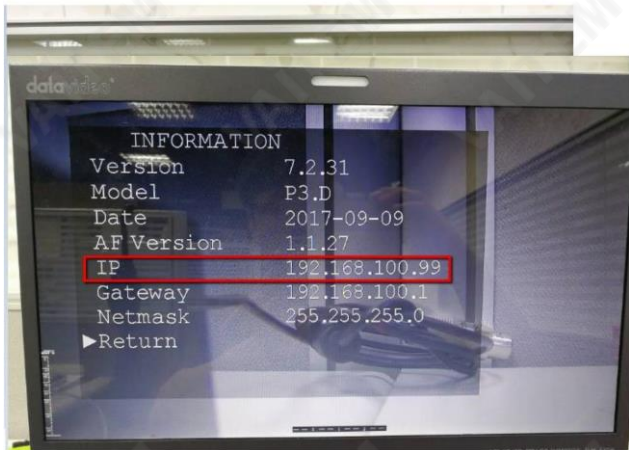 datavideo
INFORMATION
Version 7.2.31
Model P3.D
Date 2017-09-09
AF Version 1.1.27
IP 192.168.100.99
Gateway 192.168.100.1
Netmask 255.255.255.0
▶Return